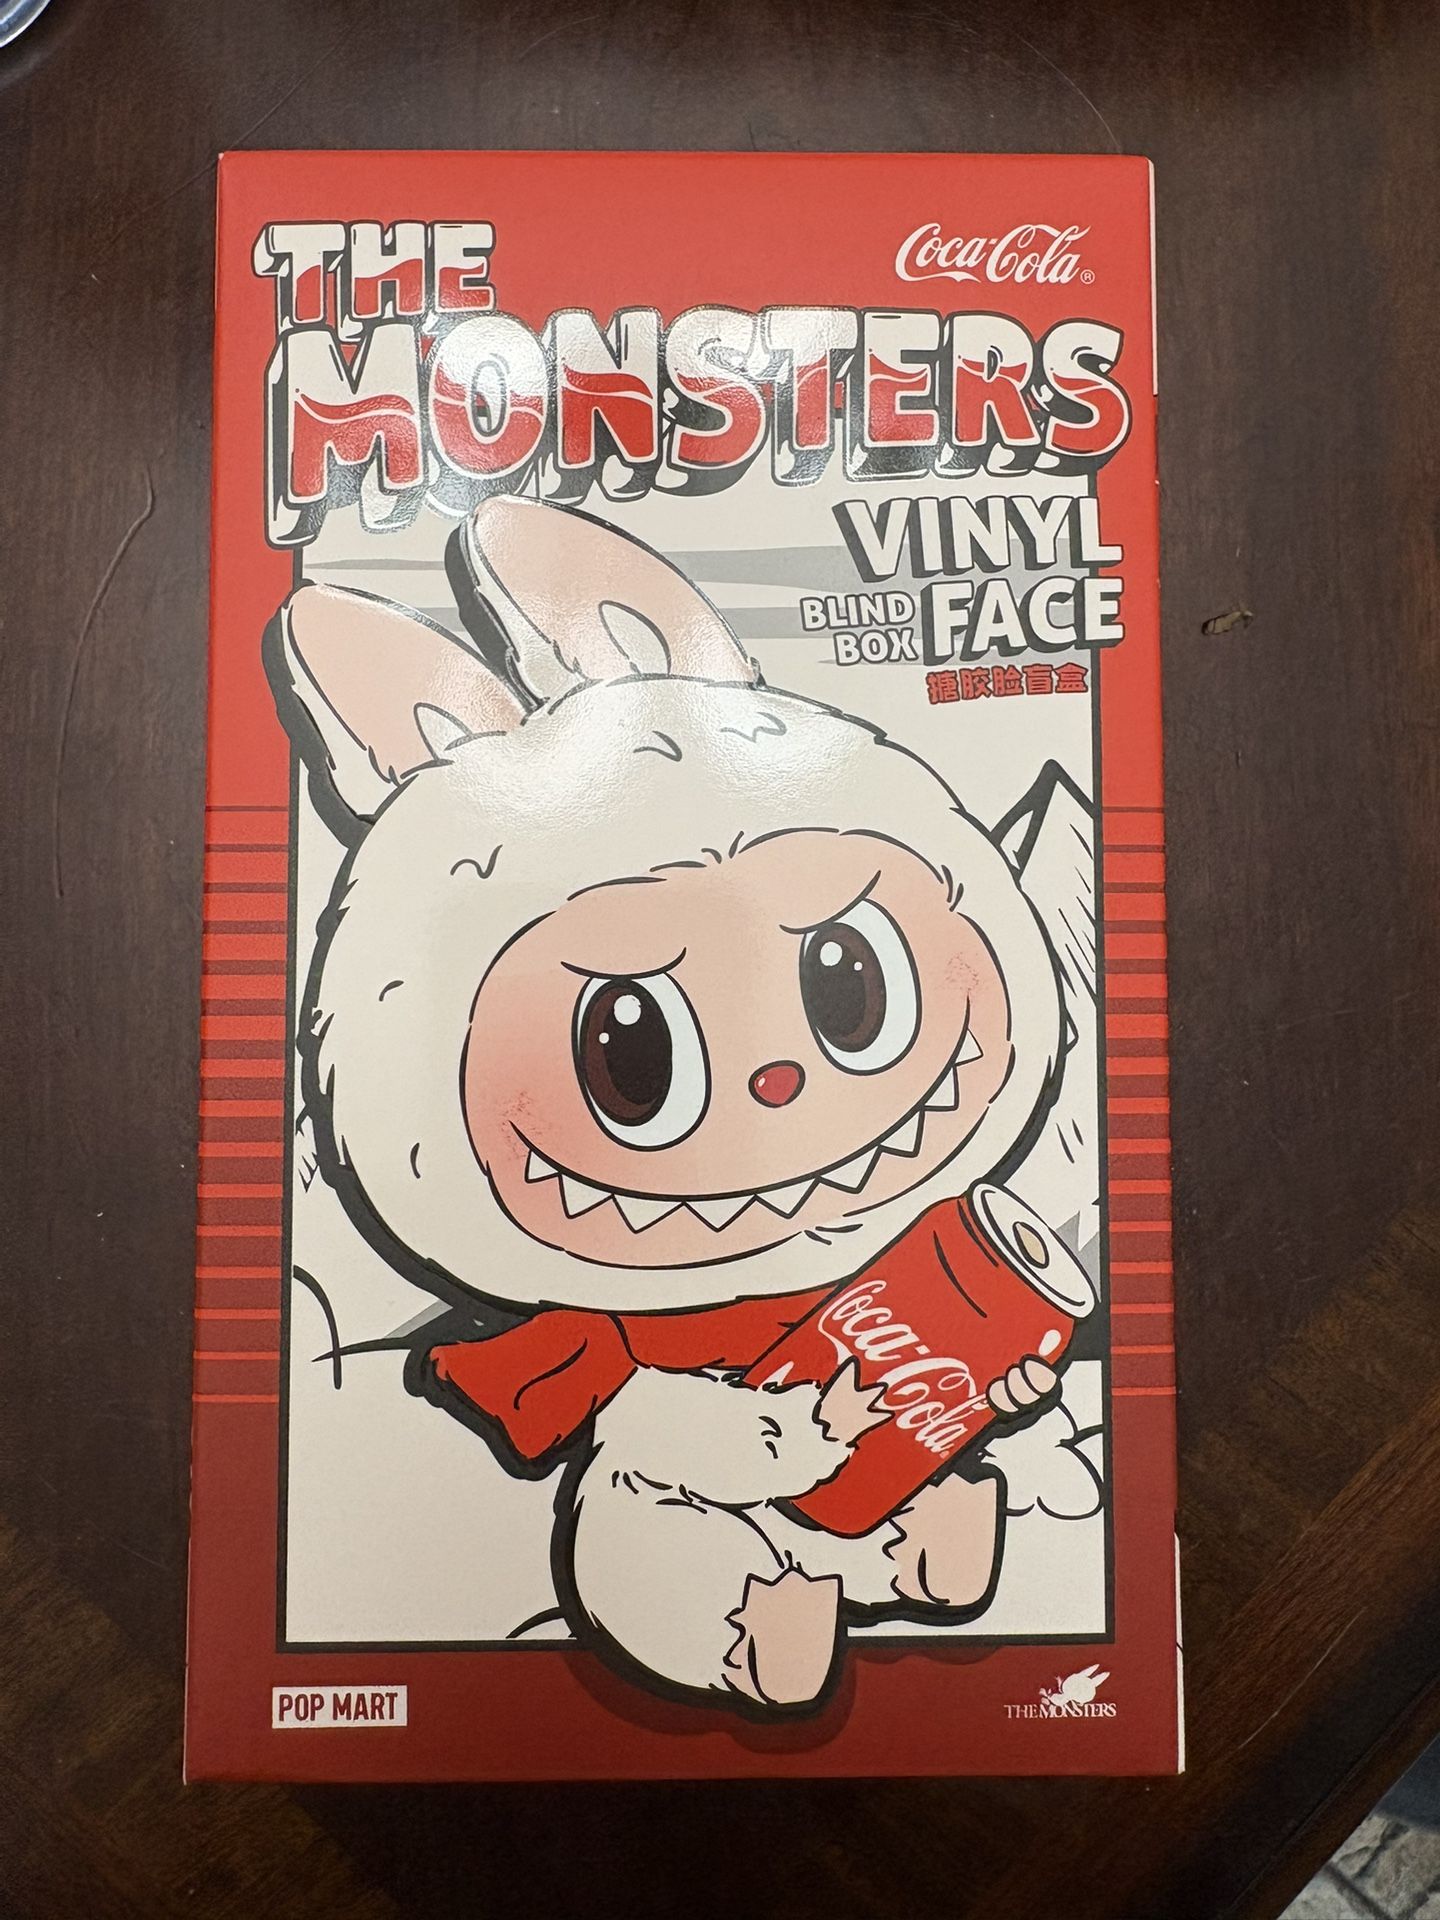 THE
MONSTERS
Coca-Cola®
VINYL
FACE
BLIND
BOX
搪胶脸盲盒
Coca-Cola
POP MART
THE MONSTERS